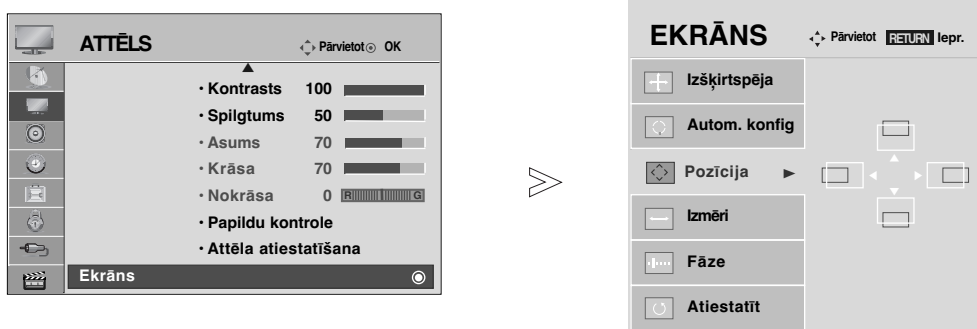 ATTĒLS
Pārvietot OK
• Kontrasts 100
• Spilgtums 50
• Asums 70
• Krāsa 70
• Nokrāsa 0 R G
• Papildu kontrole
• Attēla atiestatīšana
Ekrāns
EKRĀNS
Pārvietot RETURN Iepr.
Izšķirtspēja
Autom. konfig
Pozīcija ►
Izmēri
Fāze
Atiestatīt